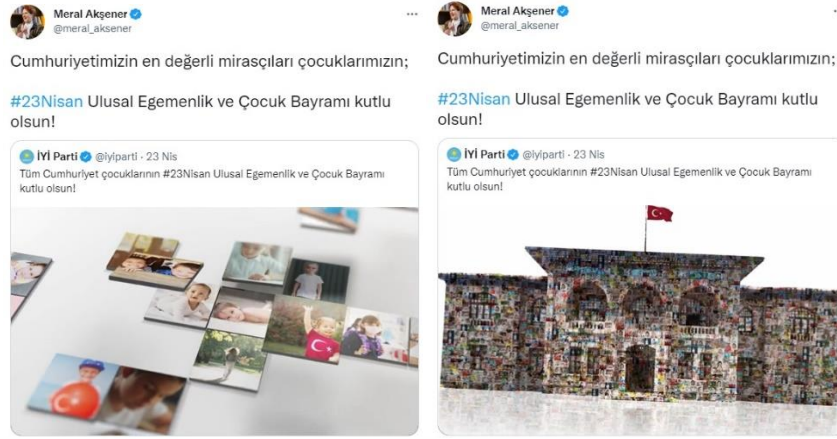 Meral Akşener
@meral_aksener
Cumhuriyetimizin en değerli mirasçıları çocuklarımızın;
#23Nisan Ulusal Egemenlik ve Çocuk Bayramı kutlu
olsun!
İYİ Parti @iyiparti · 23 Nis
Tüm Cumhuriyet çocuklarının #23Nisan Ulusal Egemenlik ve Çocuk Bayramı
kutlu olsun!
Meral Akşener
@meral_aksener
Cumhuriyetimizin en değerli mirasçıları çocuklarımızın;
#23Nisan Ulusal Egemenlik ve Çocuk Bayramı kutlu
olsun!
İYİ Parti @iyiparti · 23 Nis
Tüm Cumhuriyet çocuklarının #23Nisan Ulusal Egemenlik ve Çocuk Bayramı
kutlu olsun!